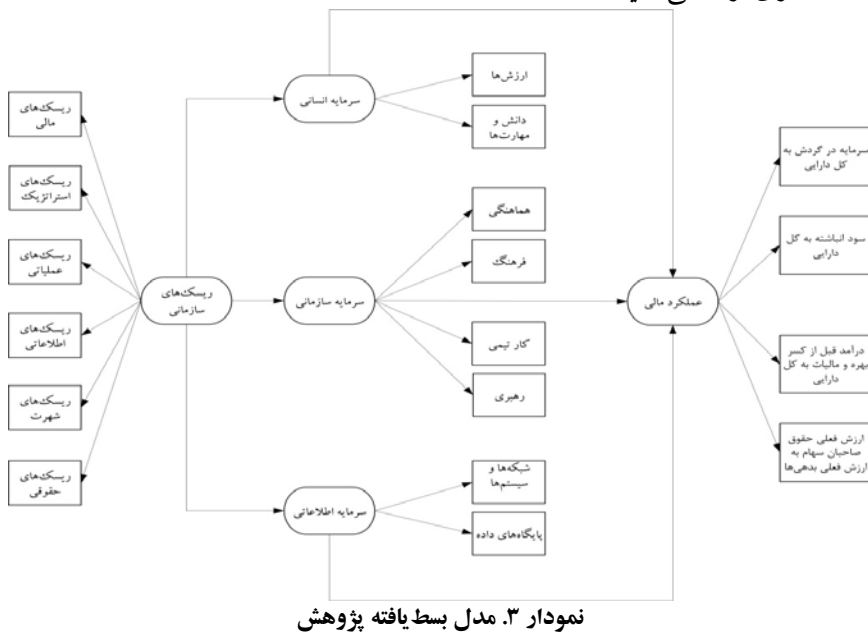 ارزش‌ها
سرمایه انسانی
دانش و
مهارت‌ها
ریسک‌های
مالی
ریسک‌های
استراتژیک
ریسک‌های
عملیاتی
ریسک‌های
اطلاعاتی
ریسک‌های
شهرت
ریسک‌های
حقوقی
ریسک‌های
سازمانی
هماهنگی
فرهنگ
سرمایه سازمانی
کار تیمی
رهبری
شبکه‌ها و
سیستم‌ها
سرمایه اطلاعاتی
پایگاه‌های داده
عملکرد مالی
سرمایه در گردش به
کل دارایی
سود انباشته به کل
دارایی
درآمد قبل از کسر
بهره و مالیات به کل
دارایی
ارزش فعلی حقوق
صاحبان سهام به
ارزش فعلی بدهی‌ها
نمودار ۳. مدل بسط یافته پژوهش